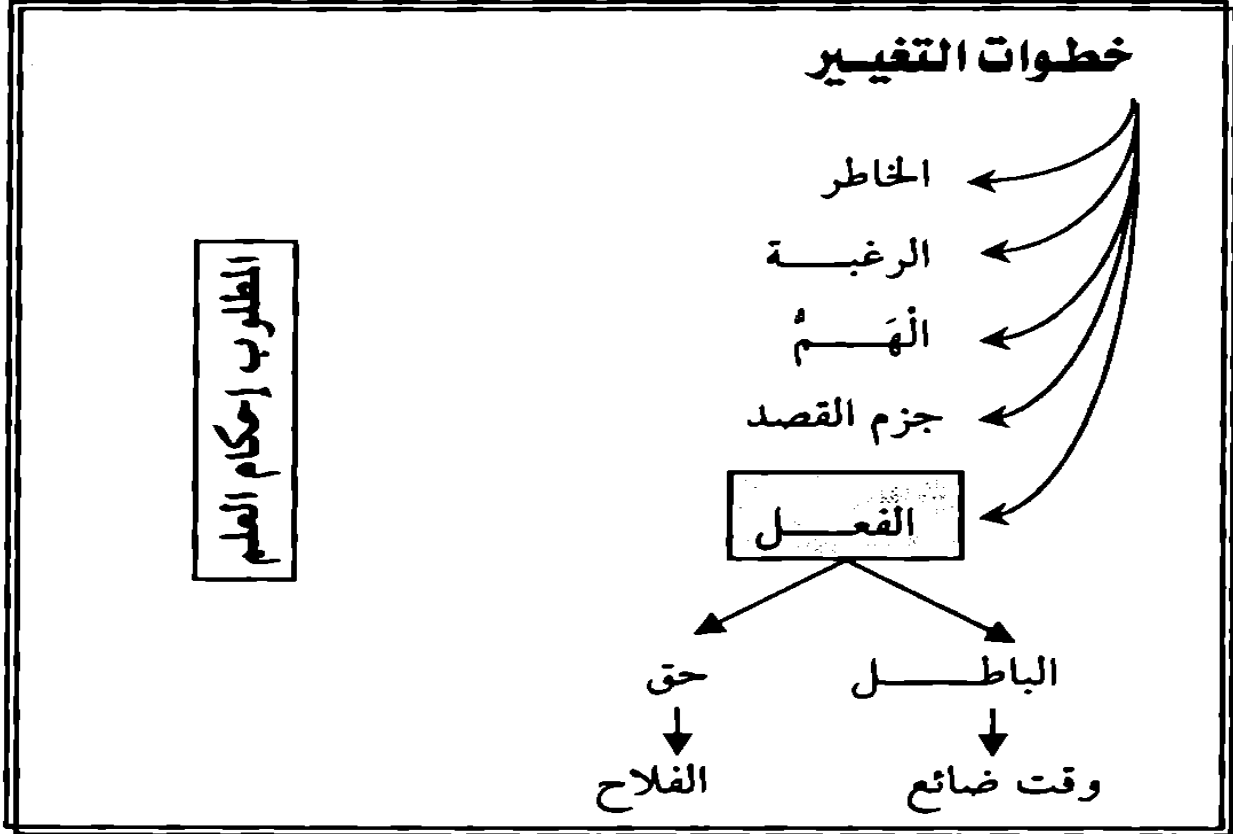 خطوات التغيير
الخاطر
الرغبة
الْهَمُّ
جزم القصد
الفعل
الباطل
حق
وقت ضائع
الفلاح
المطلوب إحكام العلم